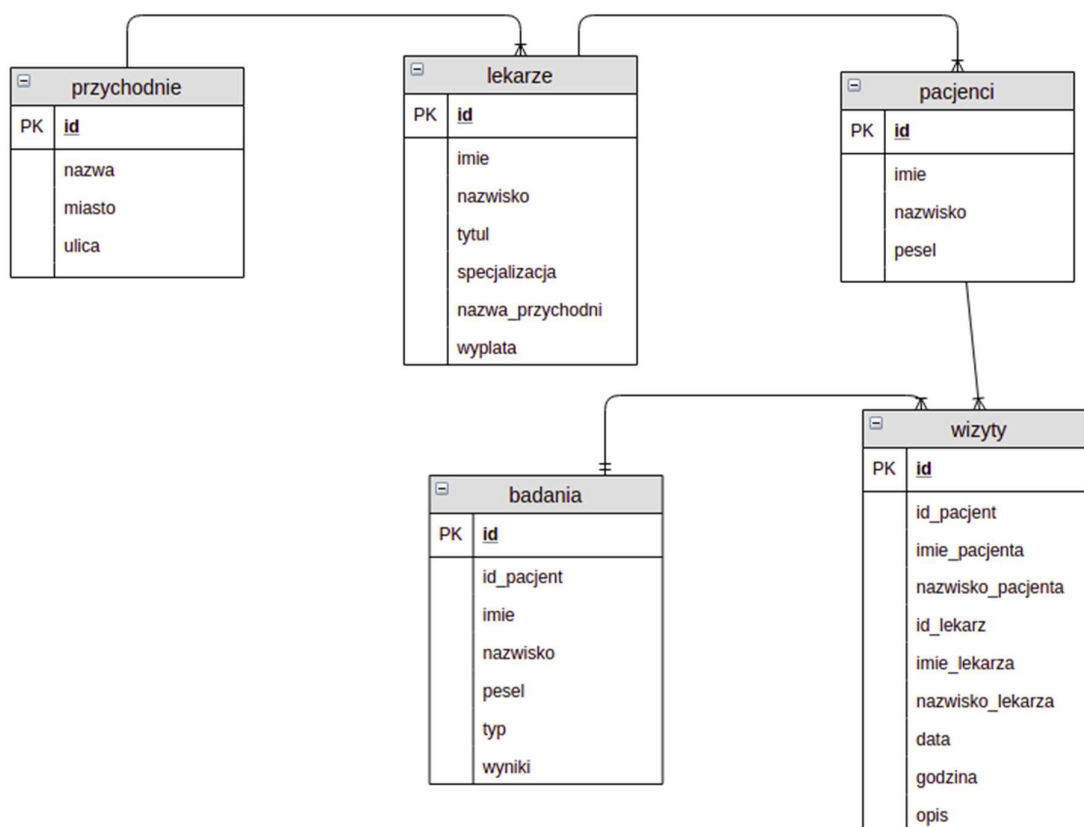 przychodnie
PK id
nazwa
miasto
ulica
lekarze
PK id
imie
nazwisko
tytul
specjalizacja
nazwa_przychodni
wyplata
pacjenci
PK id
imie
nazwisko
pesel
badania
PK id
id_pacjent
imie
nazwisko
pesel
typ
wyniki
wizyty
PK id
id_pacjent
imie_pacjenta
nazwisko_pacjenta
id_lekarz
imie_lekarza
nazwisko_lekarza
data
godzina
opis